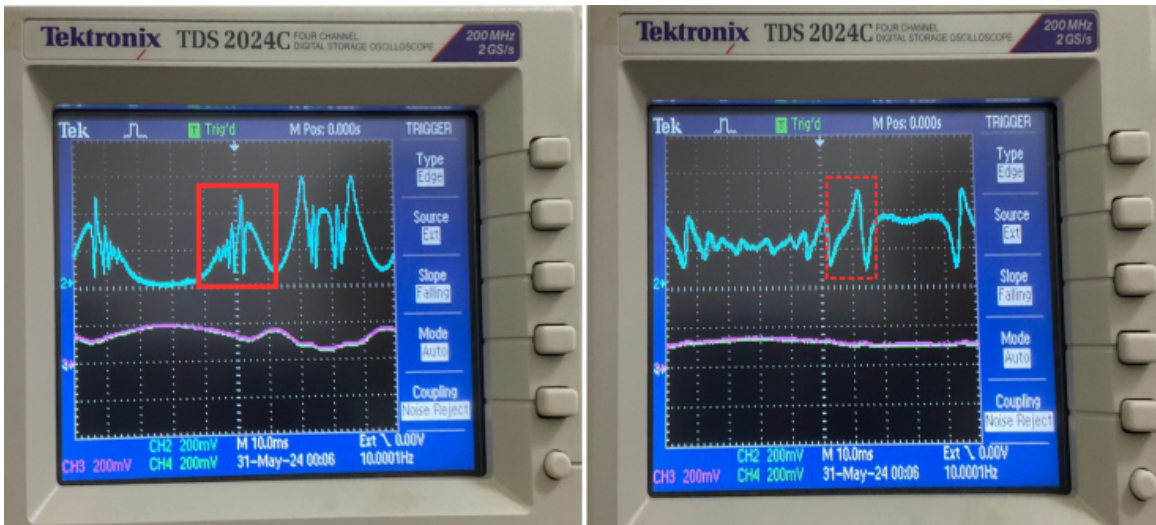 Tektronix TDS 2024C FOUR CHANNEL DIGITAL STORAGE OSCILLOSCOPE 200 MHz 2 GS/s
Tek Trig'd M Pos: 0.000s TRIGGER
Type
Edge
Source
Ext
Slope
Falling
Mode
Auto
Coupling
Noise Reject
2
3
CH2 200mV M 10.0ms Ext 0.00V
CH3 200mV CH4 200mV 31-May-24 00:06 10.0001Hz
Tektronix TDS 2024C FOUR CHANNEL DIGITAL STORAGE OSCILLOSCOPE 200 MHz 2 GS/s
Tek Trig'd M Pos: 0.000s TRIGGER
Type
Edge
Source
Ext
Slope
Falling
Mode
Auto
Coupling
Noise Reject
2
3
CH2 200mV M 10.0ms Ext 0.00V
CH3 200mV CH4 200mV 31-May-24 00:06 10.0001Hz